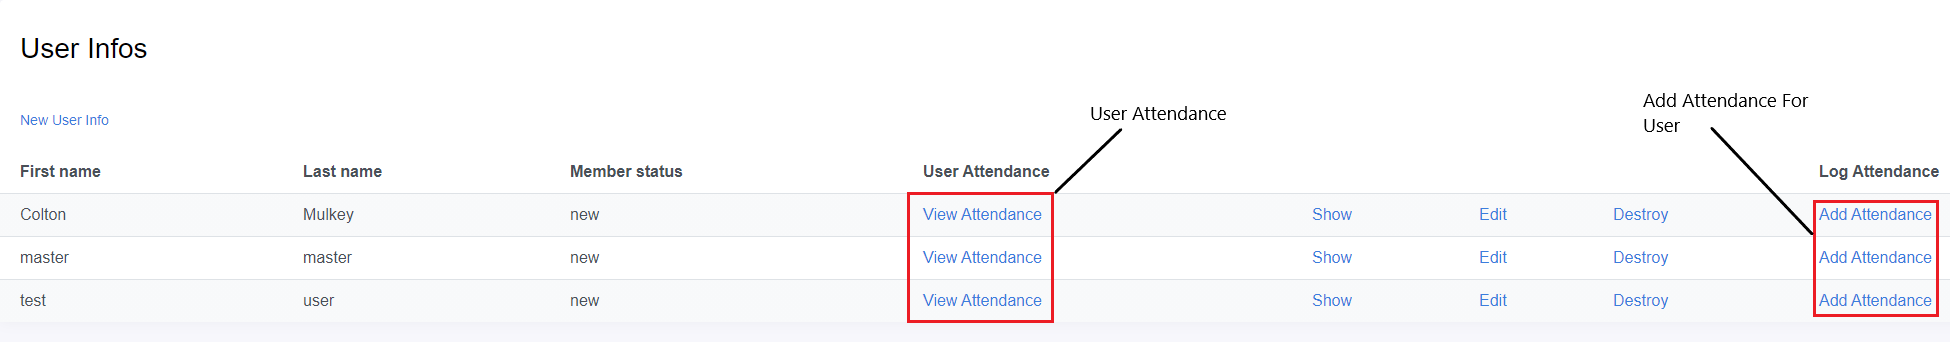 User Infos
New User Info
User Attendance
Add Attendance For
User
First name Last name Member status User Attendance Log Attendance
Colton Mulkey new View Attendance Show Edit Destroy Add Attendance
master master new View Attendance Show Edit Destroy Add Attendance
test user new View Attendance Show Edit Destroy Add Attendance